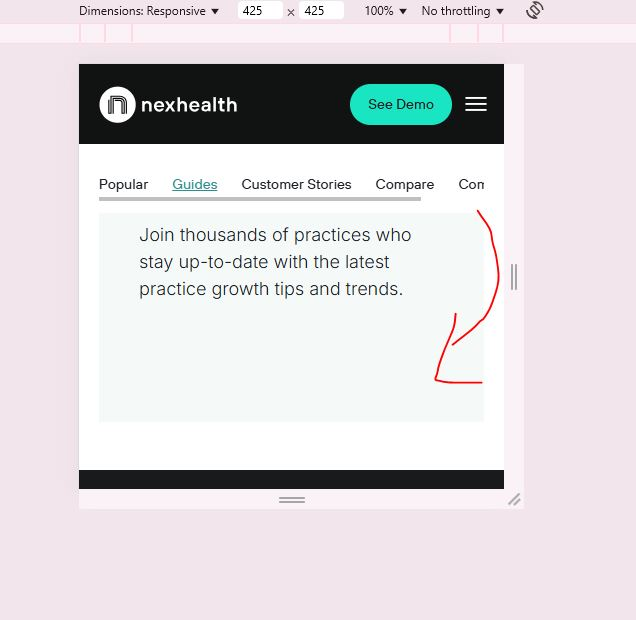 Dimensions: Responsive 425 × 425 100% No throttling
nexhealth See Demo
Popular Guides Customer Stories Compare Com
Join thousands of practices who
stay up-to-date with the latest
practice growth tips and trends.